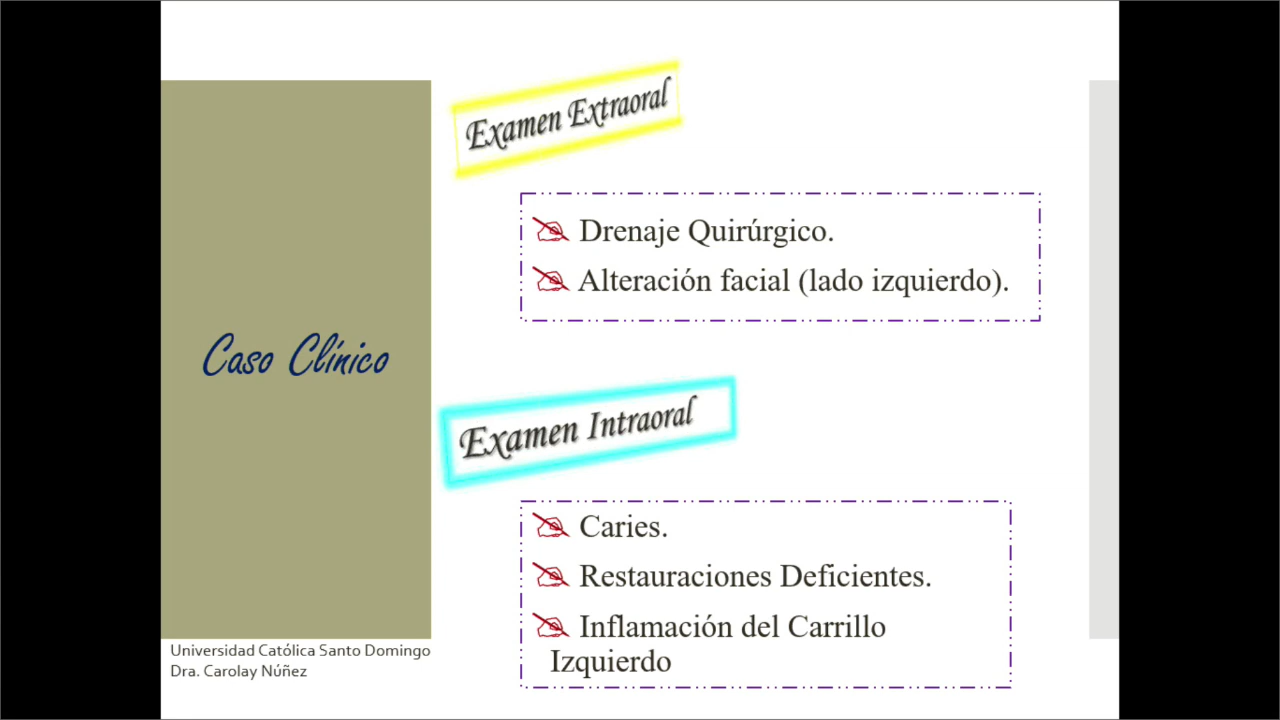 Examen Extraoral
Drenaje Quirúrgico.
Alteración facial (lado izquierdo).
Caso Clínico
Examen Intraoral
Caries.
Restauraciones Deficientes.
Inflamación del Carrillo
Izquierdo
Universidad Católica Santo Domingo
Dra. Carolay Núñez